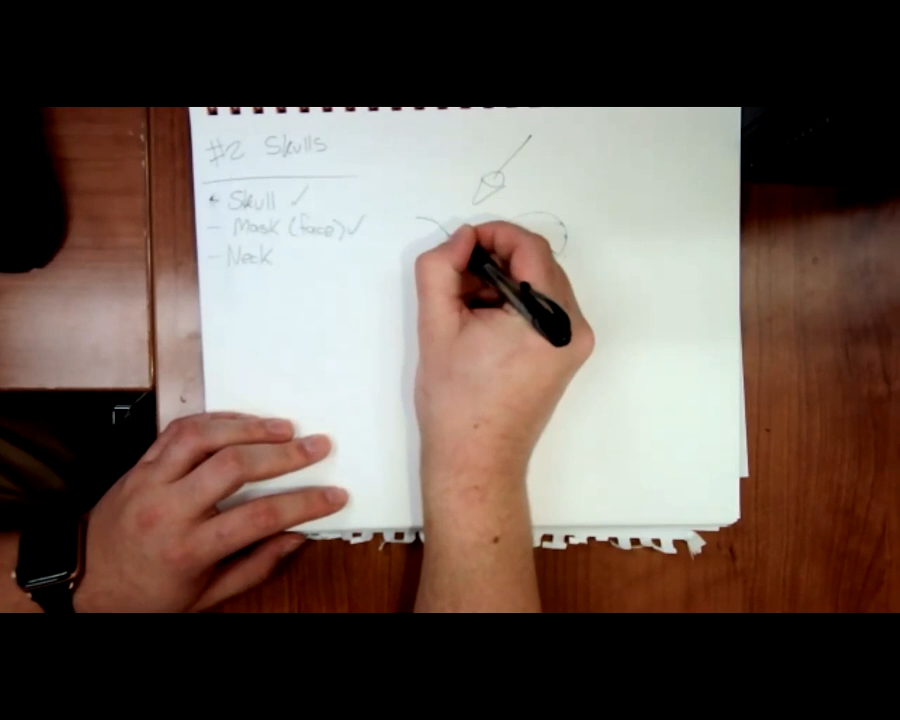 #2 Skulls
• Skull ✓
- Mask (face) ✓
- Neck